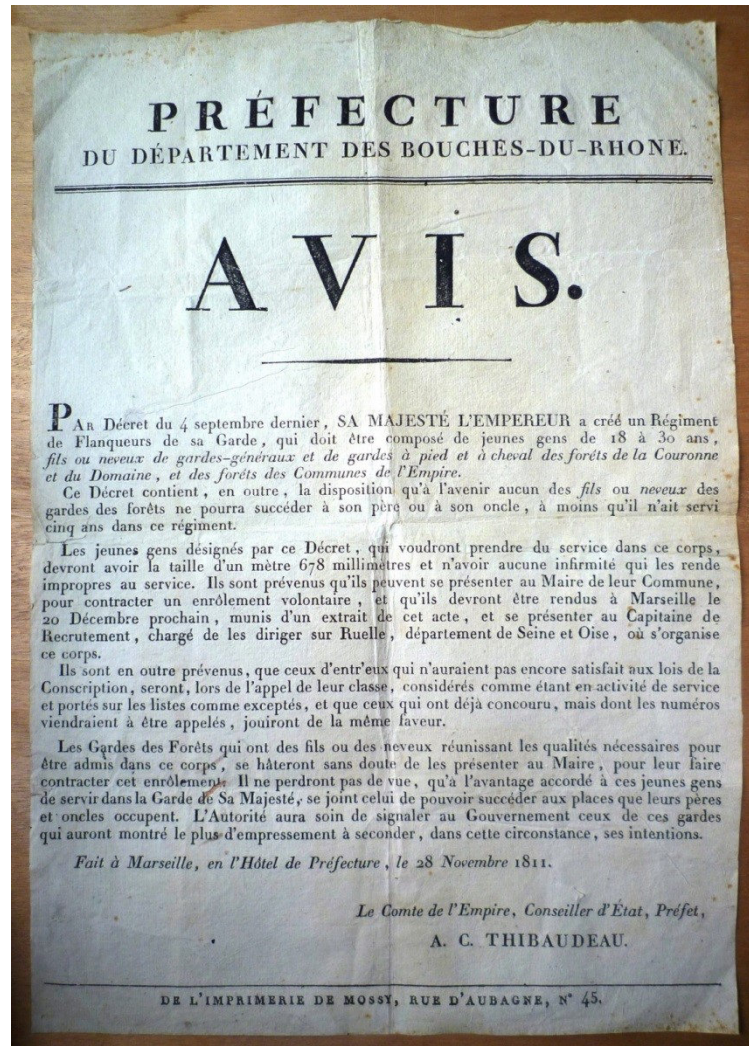 PRÉFECTURE
DU DÉPARTEMENT DES BOUCHES-DU-RHONE.
AVIS.
PAR Décret du 4 septembre dernier, SA MAJESTÉ L'EMPEREUR a créé un Régiment
de Flanqueurs de sa Garde, qui doit être composé de jeunes gens de 18 à 30 ans,
fils ou neveux de gardes-généraux et de gardes à pied et à cheval des forêts de la Couronne
et du Domaine, et des forêts des Communes de l'Empire.
Ce Décret contient, en outre, la disposition qu'à l'avenir aucun des fils ou neveux des
gardes des forêts ne pourra succéder à son père ou à son oncle, à moins qu'il n'ait servi
cinq ans dans ce régiment.
Les jeunes gens désignés par ce Décret, qui voudront prendre du service dans ce corps,
devront avoir la taille d'un mètre 678 millimètres et n'avoir aucune infirmité qui les rende
impropres au service. Ils sont prévenus qu'ils peuvent se présenter au Maire de leur Commune,
pour contracter un enrôlement volontaire, et qu'ils devront être rendus à Marseille le
20 Décembre prochain, munis d'un extrait de cet acte, et se présenter au Capitaine de
Recrutement, chargé de les diriger sur Ruelle, département de Seine et Oise, où s'organise
ce corps.
Ils sont en outre prévenus, que ceux d'entr'eux qui n'auraient pas encore satisfait aux lois de la
Conscription, seront, lors de l'appel de leur classe, considérés comme étant en activité de service
et portés sur les listes comme exceptés, et que ceux qui ont déjà concouru, mais dont les numéros
viendraient à être appelés, jouiront de la même faveur.
Les Gardes des Forêts qui ont des fils ou des neveux réunissant les qualités nécessaires pour
être admis dans ce corps, se hâteront sans doute de les présenter au Maire, pour leur faire
contracter cet enrôlement. Il ne perdront pas de vue, qu'à l'avantage accordé à ces jeunes gens
de servir dans la Garde de Sa Majesté, se joint celui de pouvoir succéder aux places que leurs pères
et oncles occupent. L'Autorité aura soin de signaler au Gouvernement ceux de ces gardes
qui auront montré le plus d'empressement à seconder, dans cette circonstance, ses intentions.
Fait à Marseille, en l'Hôtel de Préfecture, le 28 Novembre 1811.
Le Comte de l'Empire, Conseiller d'État, Préfet,
A. C. THIBAUDEAU.
DE L'IMPRIMERIE DE MOSSY, RUE D'AUBAGNE, N° 45.